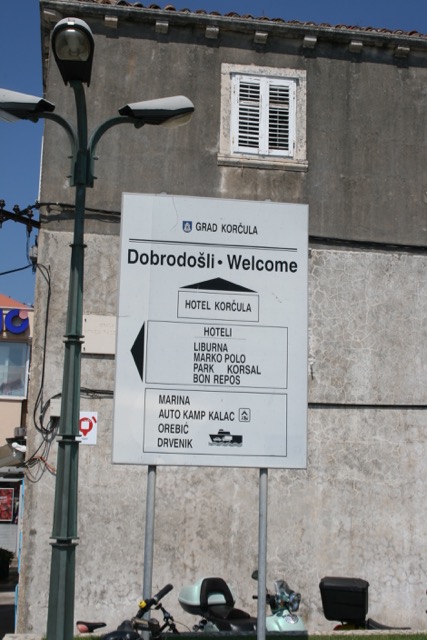 GRAD KORČULA
Dobrodošli • Welcome
HOTEL KORČULA
HOTELI
LIBURNA
MARKO POLO
PARK KORSAL
BON REPOS
MARINA
AUTO KAMP KALAC
OREBIĆ
DRVENIK